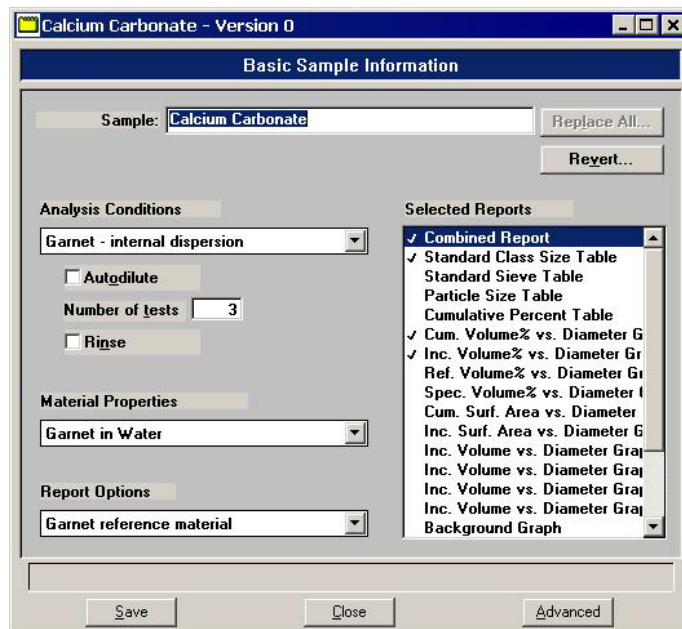 Calcium Carbonate - Version 0
Basic Sample Information
Sample: Calcium Carbonate
Replace All...
Revert...
Analysis Conditions
Garnet - internal dispersion
Autodilute
Number of tests 3
Rinse
Material Properties
Garnet in Water
Report Options
Garnet reference material
Selected Reports
✓ Combined Report
✓ Standard Class Size Table
Standard Sieve Table
Particle Size Table
Cumulative Percent Table
✓ Cum. Volume% vs. Diameter G
✓ Inc. Volume% vs. Diameter Gr
Ref. Volume% vs. Diameter Gr
Spec. Volume% vs. Diameter
Cum. Surf. Area vs. Diameter
Inc. Surf. Area vs. Diameter G
Inc. Volume vs. Diameter Grap
Inc. Volume vs. Diameter Grap
Inc. Volume vs. Diameter Grap
Inc. Volume vs. Diameter Grap
Background Graph
Save
Close
Advanced